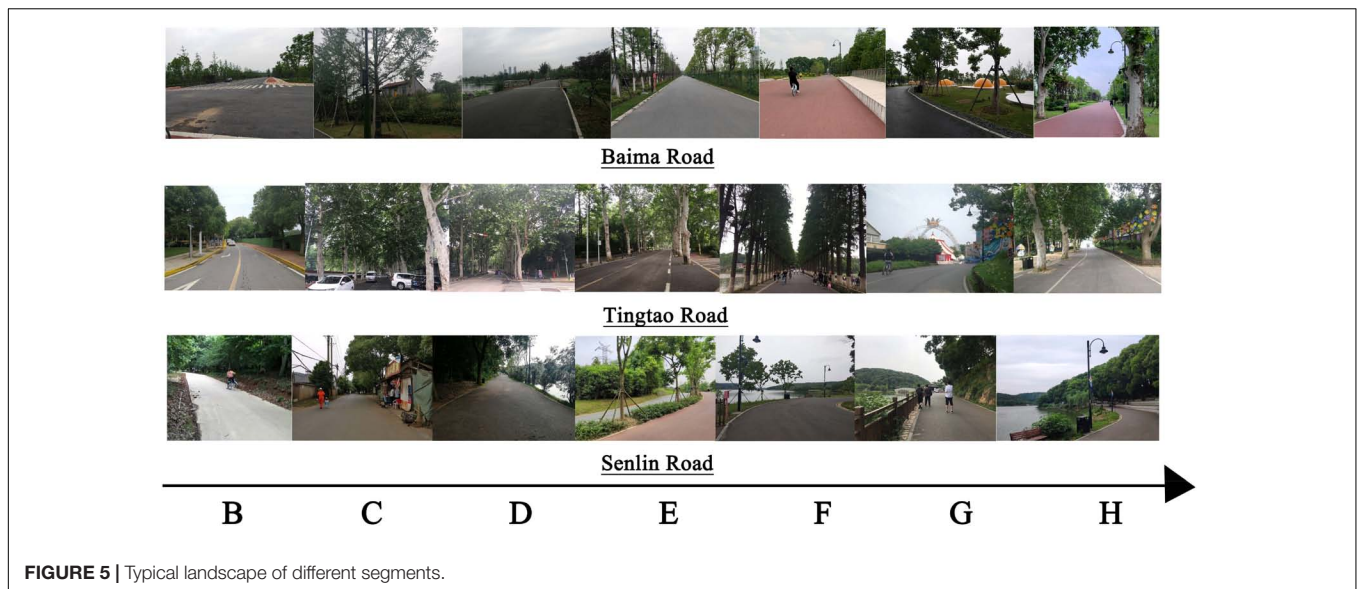 Baima Road
Tingtao Road
Senlin Road
B C D E F G H
FIGURE 5 | Typical landscape of different segments.